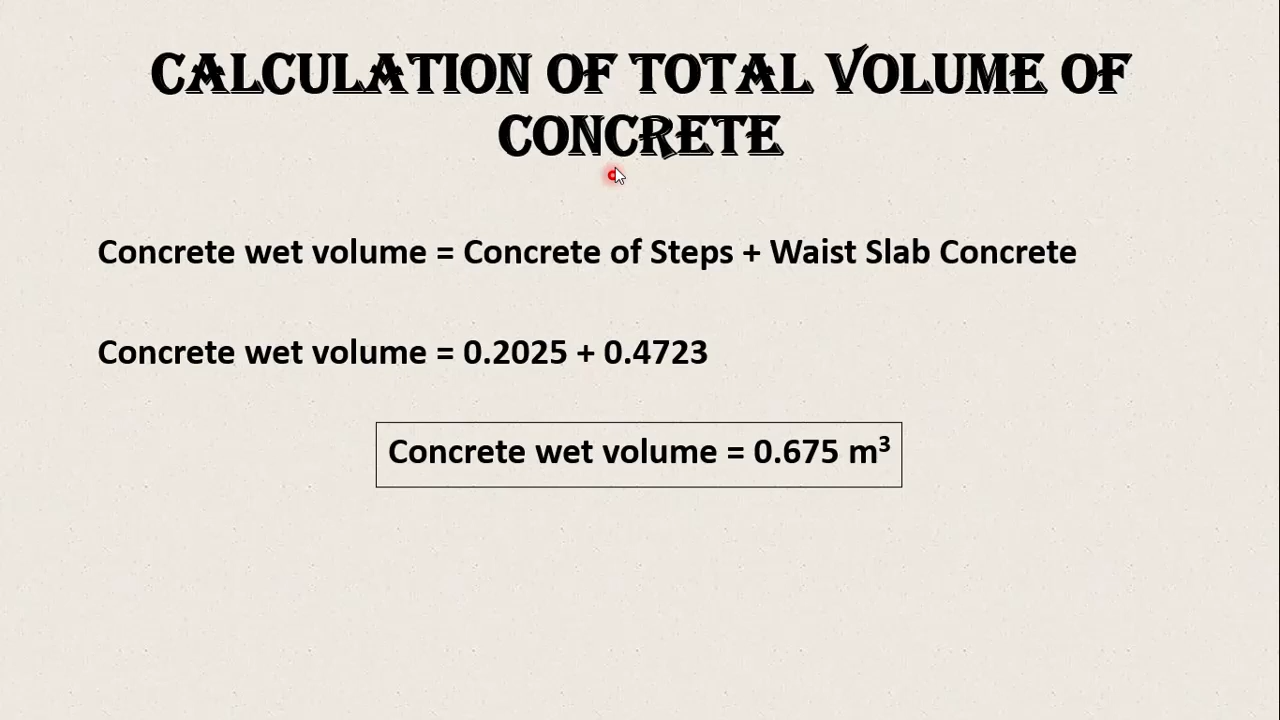 CALCULATION OF TOTAL VOLUME OF
CONCRETE
Concrete wet volume = Concrete of Steps + Waist Slab Concrete
Concrete wet volume = 0.2025 + 0.4723
Concrete wet volume = 0.675 m³